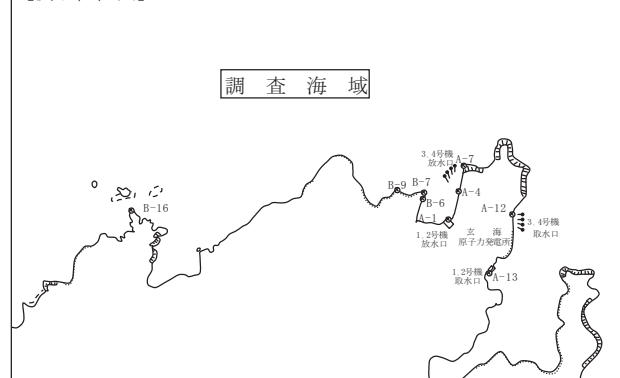 調査海域
3.4号機
放水口
A-7
B-9
B-7
B-6
A-4
A-1
A-12
B-16
1.2号機
放水口
玄海
原子力発電所
3.4号機
取水口
1.2号機
取水口
A-13